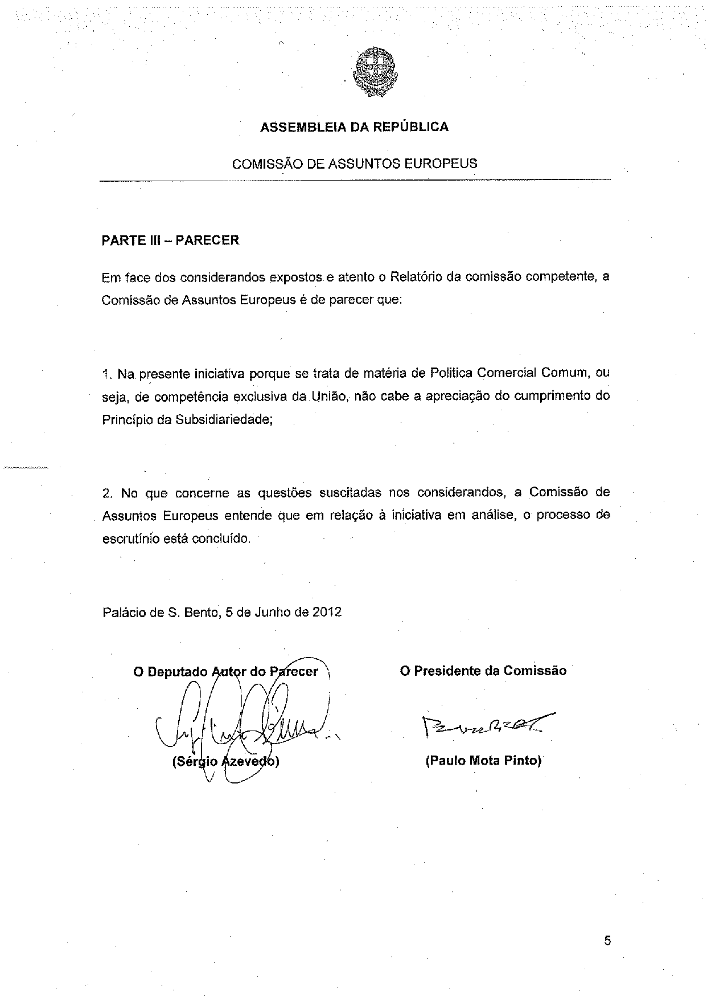 ASSEMBLEIA DA REPÚBLICA
COMISSÃO DE ASSUNTOS EUROPEUS
PARTE III – PARECER
Em face dos considerandos expostos e atento o Relatório da comissão competente, a
Comissão de Assuntos Europeus é de parecer que:
1. Na presente iniciativa porque se trata de matéria de Politica Comercial Comum, ou
seja, de competência exclusiva da União, não cabe a apreciação do cumprimento do
Princípio da Subsidiariedade;
2. No que concerne as questões suscitadas nos considerandos, a Comissão de
Assuntos Europeus entende que em relação à iniciativa em análise, o processo de
escrutínio está concluído.
Palácio de S. Bento, 5 de Junho de 2012
O Deputado Autor do Parecer O Presidente da Comissão
(Sérgio Azevedo) (Paulo Mota Pinto)
5